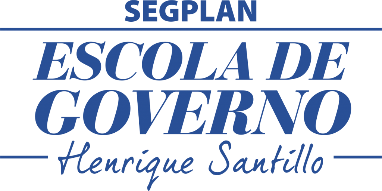 SEGPLAN
ESCOLA DE
GOVERNO
Henrique Santillo